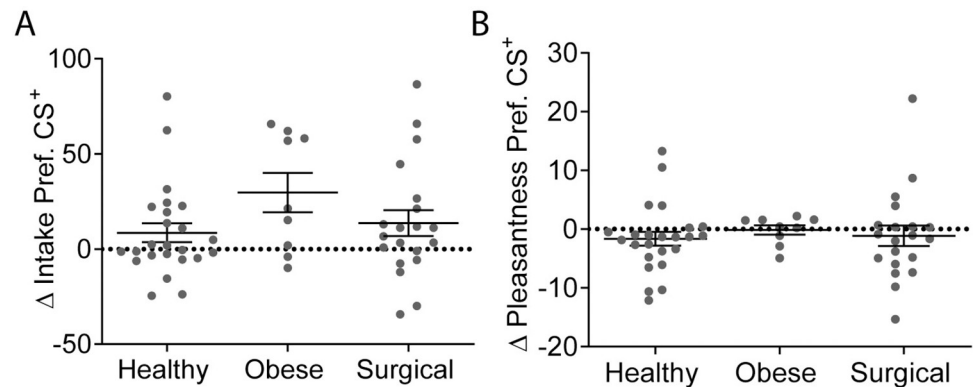 A
Δ Intake Pref. CS+
100
50
0
-50
Healthy
Obese
Surgical
B
Δ Pleasantness Pref. CS+
30
20
10
0
-10
-20
Healthy
Obese
Surgical